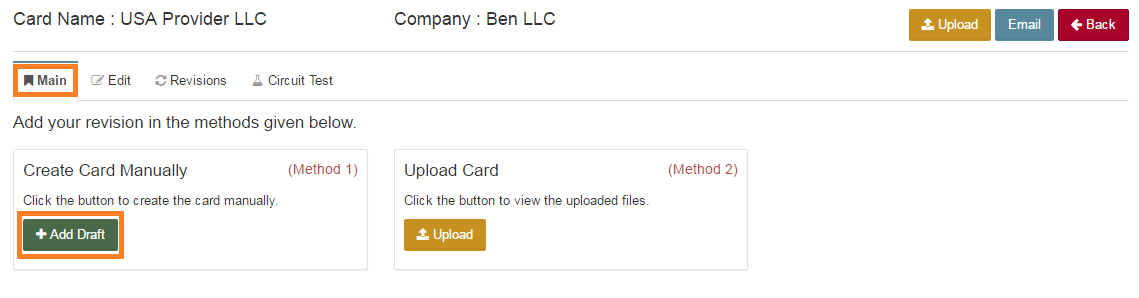 Card Name : USA Provider LLC Company : Ben LLC Upload Email Back
Main Edit Revisions Circuit Test
Add your revision in the methods given below.
Create Card Manually (Method 1)
Click the button to create the card manually.
Add Draft
Upload Card (Method 2)
Click the button to view the uploaded files.
Upload